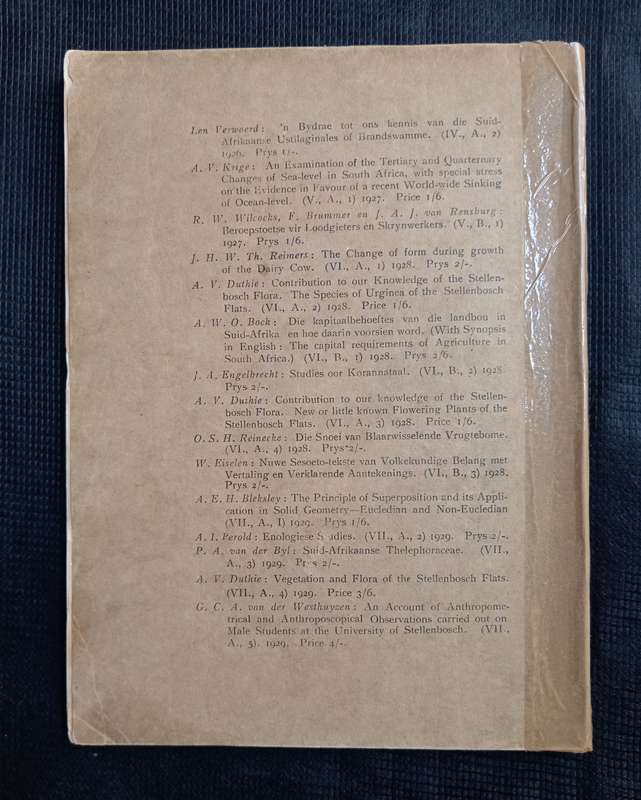 Len Verwoerd: 'n Bydrae tot ons kennis van die Suid-
Afrikaanse Ustilaginales of Brandswamme. (IV., A., 2)
1926. Prys 1/-.
A. V. Krige: An Examination of the Tertiary and Quarternary
Changes of Sea-level in South Africa, with special stress
on the Evidence in Favour of a recent World-wide Sinking
of Ocean-level. (V., A., 1) 1927. Price 1/6.
R. W. Wilcocks, F. Brummer en J. A. J. van Rensburg:
Beroepstoetse vir Loodgieters en Skrynwerkers. (V., B., 1)
1927. Prys 1/6.
J. H. W. Th. Reimers: The Change of form during growth
of the Dairy Cow. (VI., A., 1) 1928. Prys 2/-.
A. V. Duthie: Contribution to our Knowledge of the Stellen-
bosch Flora. The Species of Urginea of the Stellenbosch
Flats. (VI., A., 2) 1928. Price 1/6.
A. W. O. Bock: Die kapitaalbehoeftes van die landbou in
Suid-Afrika en hoe daarin voorsien word. (With Synopsis
in English: The capital requirements of Agriculture in
South Africa.) (VI., B., 1) 1928. Prys 2/6.
J. A. Engelbrecht: Studies oor Korannataal. (VI., B., 2) 1928
Prys 2/-.
A. V. Duthie: Contribution to our knowledge of the Stellen-
bosch Flora. New or little known Flowering Plants of the
Stellenbosch Flats. (VI., A., 3) 1928. Price 1/6.
O. S. H. Reinecke: Die Snoei van Blaarwisselende Vrugtebome.
(VI., A., 4) 1928. Prys 2/-.
W. Eiselen: Nuwe Sesoeto-tekste van Volkekundige Belang met
Vertaling en Verklarende Aantekenings. (VI., B., 3) 1928.
Prys 2/-.
A. E. H. Bleksley: The Principle of Superposition and its Appli-
cation in Solid Geometry—Eucledian and Non-Eucledian
(VII., A., I) 1929. Prys 1/6.
A. I. Perold: Enologiese Studies. (VII., A., 2) 1929. Prys 2/-.
P. A. van der Byl: Suid-Afrikaanse Thelephoraceae. (VII.,
A., 3) 1929. Prys 2/-.
A. V. Duthie: Vegetation and Flora of the Stellenbosch Flats.
(VII., A., 4) 1929. Price 3/6.
G. C. A. van der Westhuyzen: An Account of Anthropome-
trical and Anthroposcopical Observations carried out on
Male Students at the University of Stellenbosch. (VII.,
A., 5). 1929. Price 4/-.